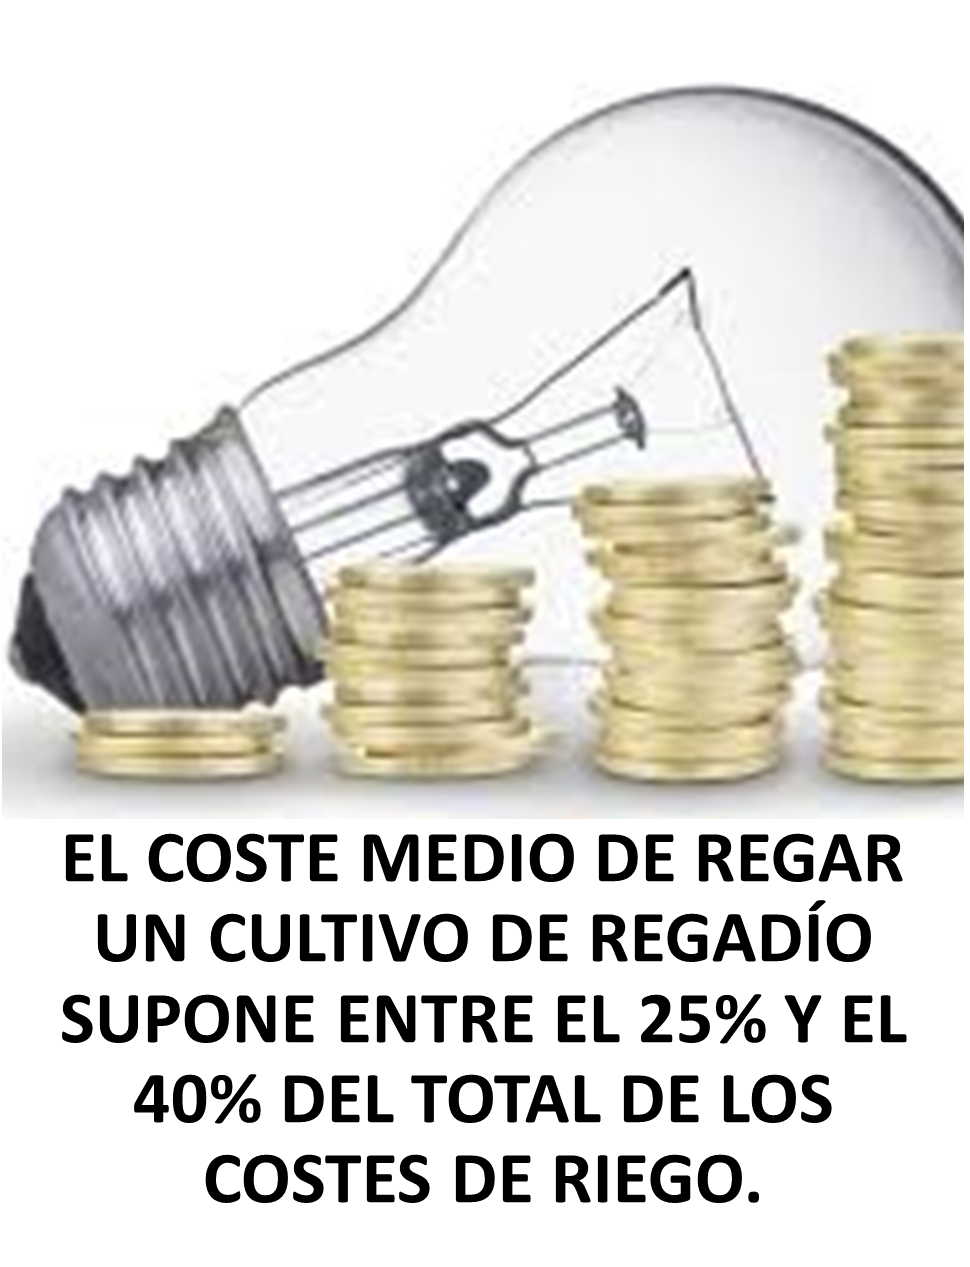 EL COSTE MEDIO DE REGAR
UN CULTIVO DE REGADÍO
SUPONE ENTRE EL 25% Y EL
40% DEL TOTAL DE LOS
COSTES DE RIEGO.